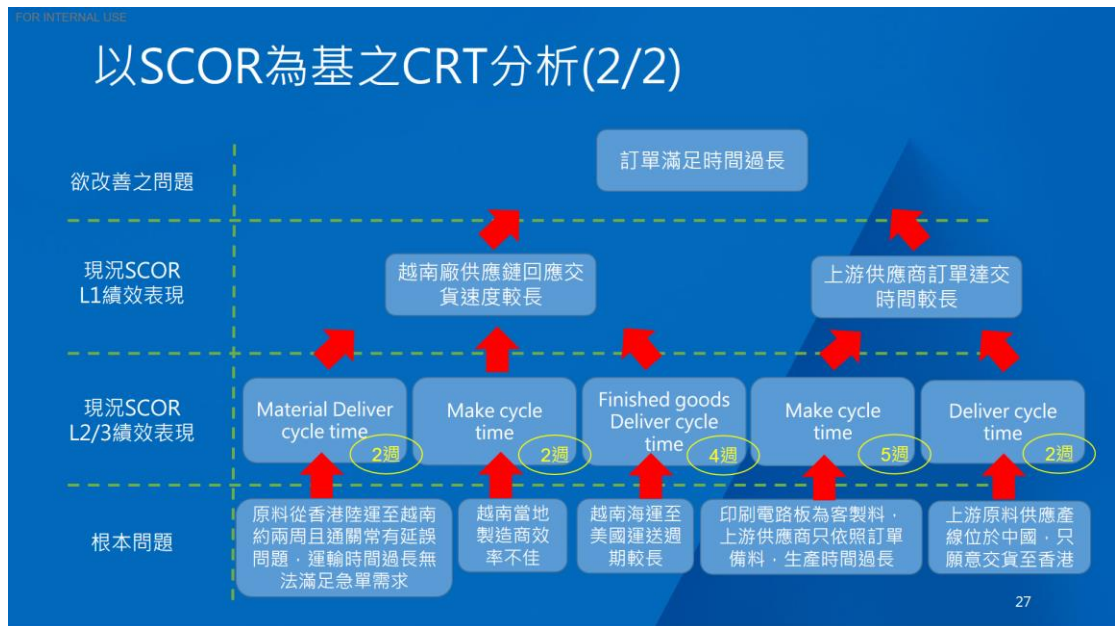 FOR INTERNAL USE
以SCOR為基之CRT分析(2/2)
欲改善之問題
訂單滿足時間過長
現況SCOR
L1績效表現
越南廠供應鏈回應交
貨速度較長
上游供應商訂單達交
時間較長
現況SCOR
L2/3績效表現
Material Deliver
cycle time
2週
Make cycle
time
2週
Finished goods
Deliver cycle
time
4週
Make cycle
time
5週
Deliver cycle
time
2週
根本問題
原料從香港陸運至越南
約兩周且通關常有延誤
問題，運輸時間過長無
法滿足急單需求
越南當地
製造商效
率不佳
越南海運至
美國運送週
期較長
印刷電路板為客製料，
上游供應商只依照訂單
備料，生產時間過長
上游原料供應產
線位於中國，只
願意交貨至香港
27